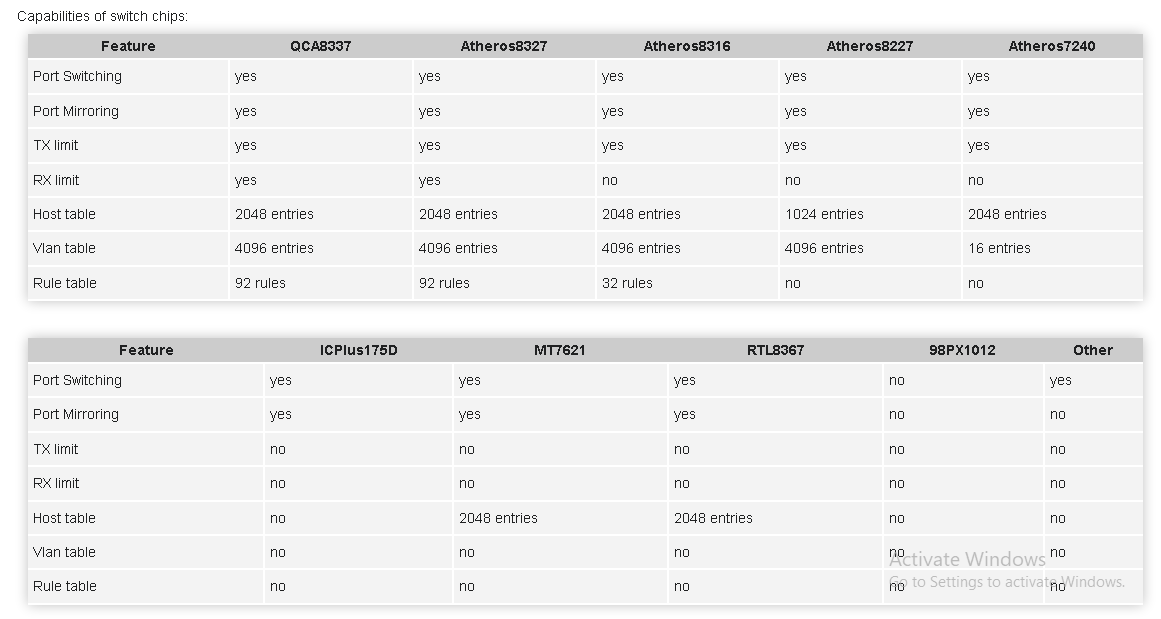 Capabilities of switch chips:
Feature QCA8337 Atheros8327 Atheros8316 Atheros8227 Atheros7240
Port Switching yes yes yes yes yes
Port Mirroring yes yes yes yes yes
TX limit yes yes yes yes yes
RX limit yes yes no no no
Host table 2048 entries 2048 entries 2048 entries 1024 entries 2048 entries
Vlan table 4096 entries 4096 entries 4096 entries 4096 entries 16 entries
Rule table 92 rules 92 rules 32 rules no no
Feature ICPlus175D MT7621 RTL8367 98PX1012 Other
Port Switching yes yes yes no yes
Port Mirroring yes yes yes no no
TX limit no no no no no
RX limit no no no no no
Host table no 2048 entries 2048 entries no no
Vlan table no no no no no
Activate Windows
Rule table no no no no no
Go to Settings to activate Windows.